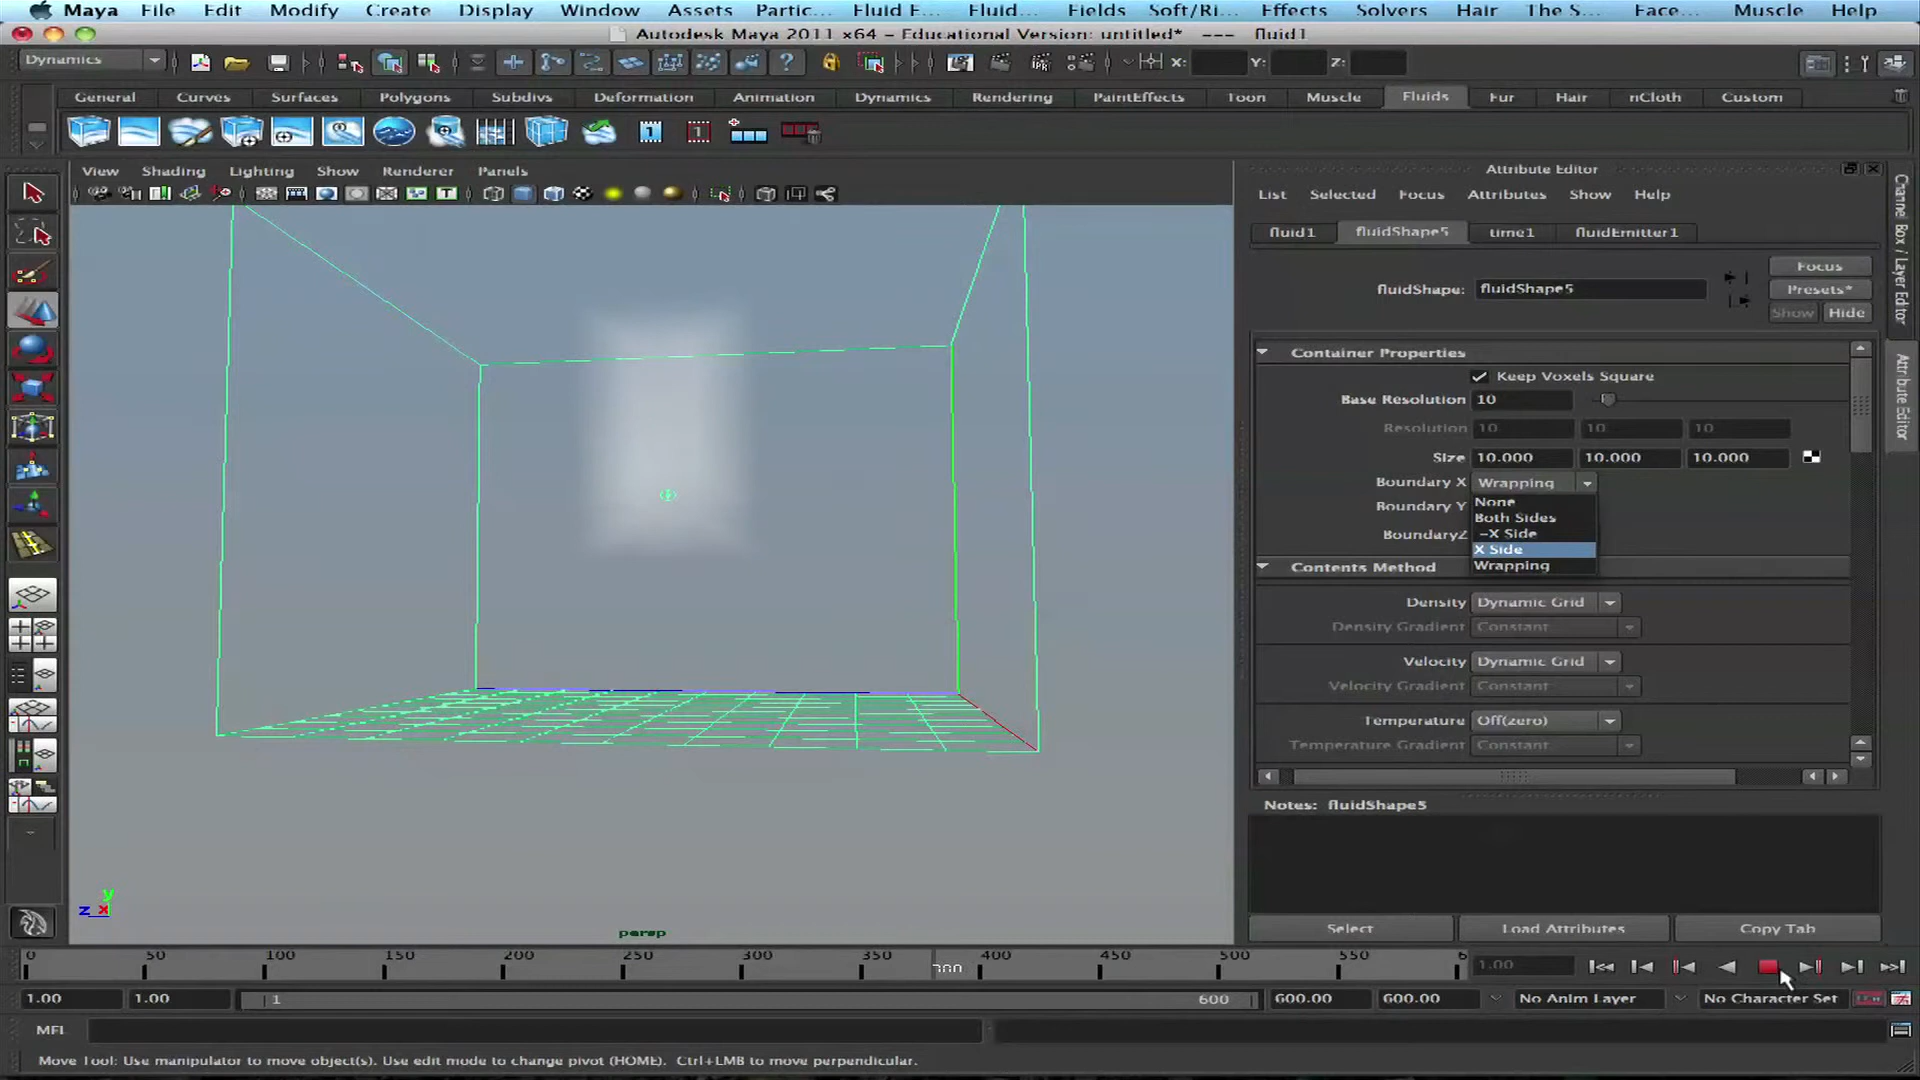 Maya File Edit Modify Create Display Window Assets Partic... Fluid E... Fluid... Fields Soft/Ri... Effects Solvers Hair The S... Face... Muscle Help
Autodesk Maya 2011 x64 – Educational Version: untitled* --- fluid1
Dynamics X: Y: Z:
General Curves Surfaces Polygons Subdivs Deformation Animation Dynamics Rendering PaintEffects Toon Muscle Fluids Fur Hair nCloth Custom
View Shading Lighting Show Renderer Panels
Attribute Editor
List Selected Focus Attributes Show Help
fluid1 fluidShape5 time1 fluidEmitter1
Focus
fluidShape: fluidShape5 Presets*
Show Hide
Container Properties
Keep Voxels Square
Base Resolution 10
Resolution 10 10 10
Size 10.000 10.000 10.000
Boundary X Wrapping
None
Boundary Y
Both Sides
-X Side
BoundaryZ
X Side
Wrapping
Contents Method
Density Dynamic Grid
Density Gradient Constant
Velocity Dynamic Grid
Velocity Gradient Constant
Temperature Off(zero)
Temperature Gradient Constant
Notes: fluidShape5
Select Load Attributes Copy Tab
Channel Box / Layer Editor
Attribute Editor
y
z x
persp
0 50 100 150 200 250 300 350 400 450 500 550 6
1.00
1.00 1.00 1 600 600.00 600.00 No Anim Layer No Character Set
MEL
Move Tool: Use manipulator to move object(s). Use edit mode to change pivot (HOME). Ctrl+LMB to move perpendicular.